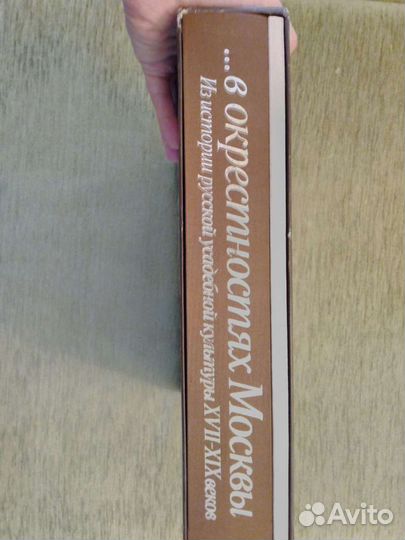 ...в окрестностях Москвы
Из истории русской усадебной культуры XVII-XIX веков
Avito